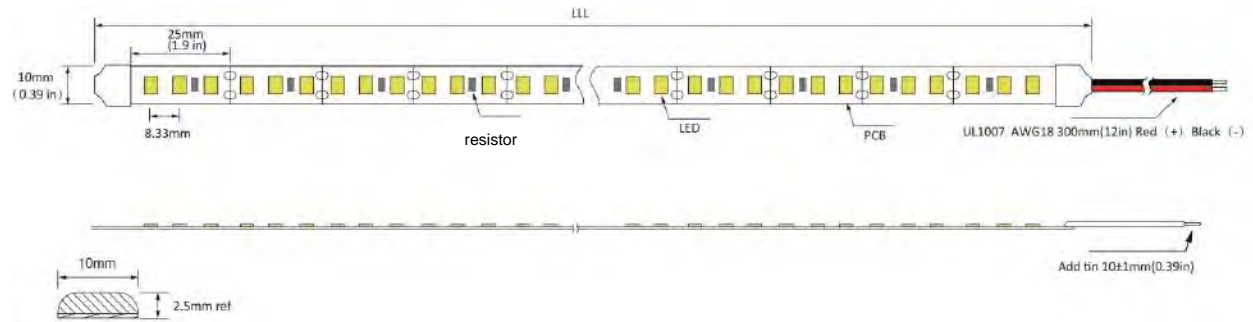 LLL
25mm
(1.9 in)
10mm
(0.39 in)
8.33mm
resistor
LED
PCB
UL1007 AWG18 300mm(12in) Red (+) Black (-)
Add tin 10±1mm(0.39in)
10mm
2.5mm ref